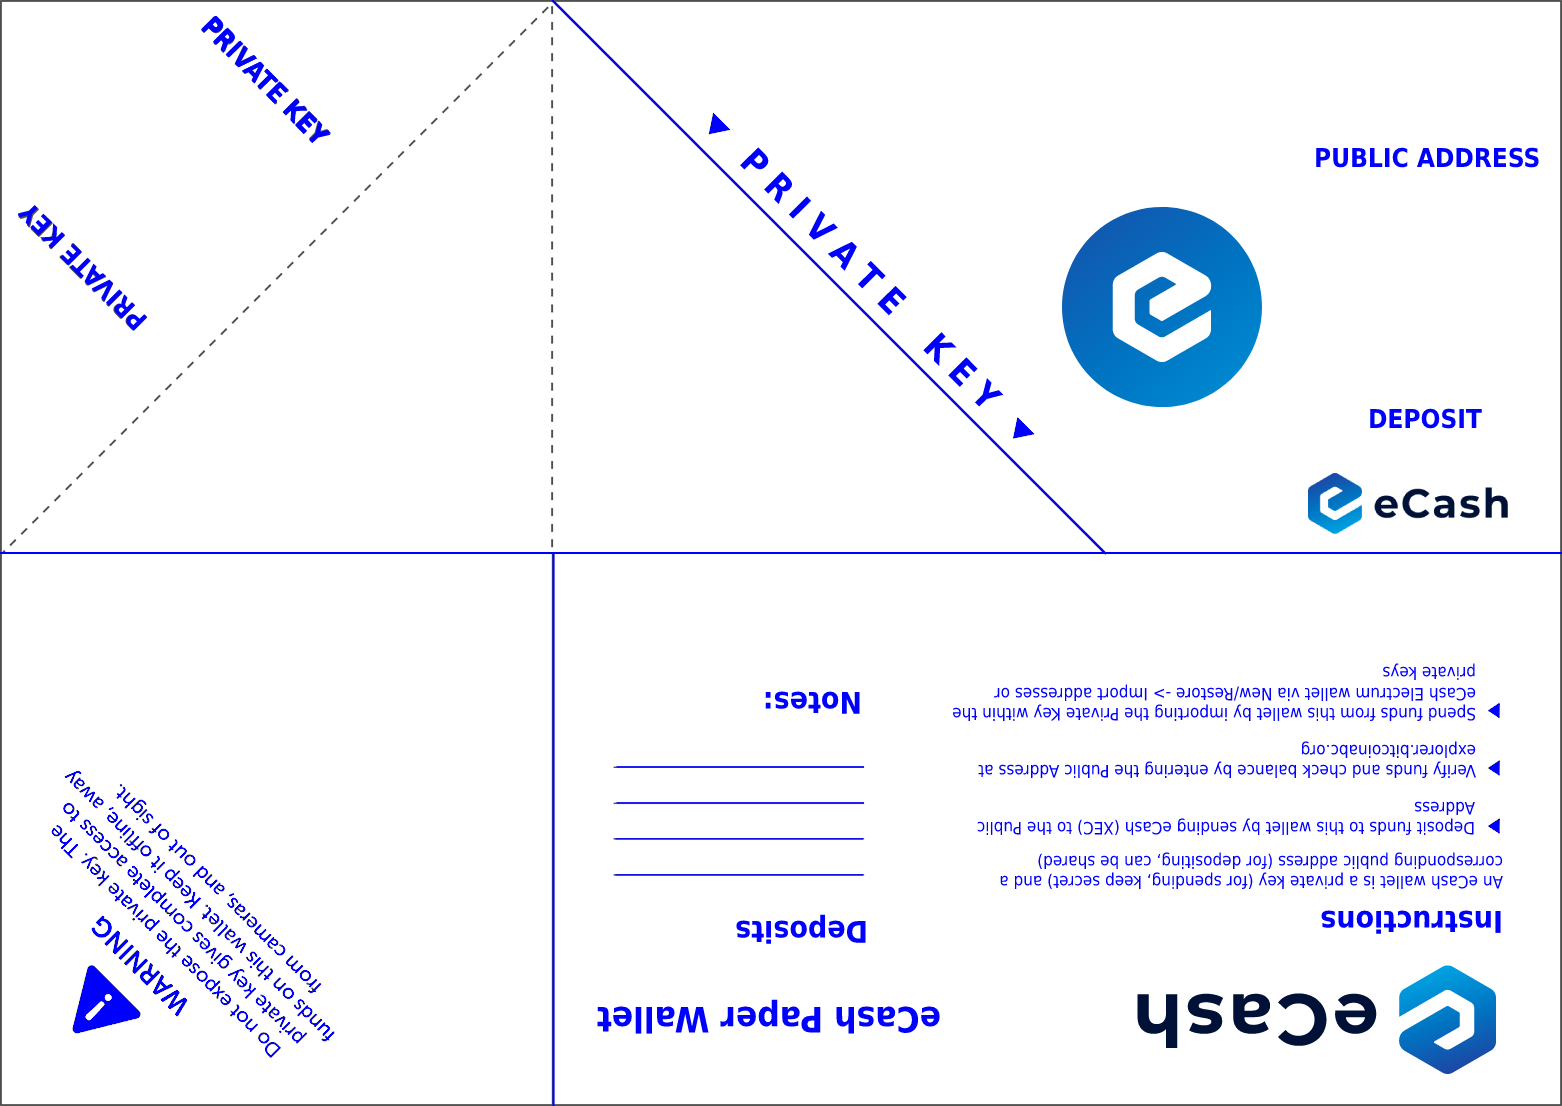 PRIVATE KEY
PRIVATE KEY
PRIVATE KEY
PUBLIC ADDRESS
DEPOSIT
eCash
eCash
eCash Paper Wallet
Instructions
An eCash wallet is a private key (for spending, keep secret) and a
corresponding public address (for depositing, can be shared)
Deposit funds to this wallet by sending eCash (XEC) to the Public
Address
Verify funds and check balance by entering the Public Address at
explorer.bitcoinabc.org
Spend funds from this wallet by importing the Private Key within the
eCash Electrum wallet via New/Restore -> Import addresses or
private keys
Deposits
Notes:
WARNING
Do not expose the private key. The
private key gives complete access to
funds on this wallet. Keep it offline, away
from cameras, and out of sight.